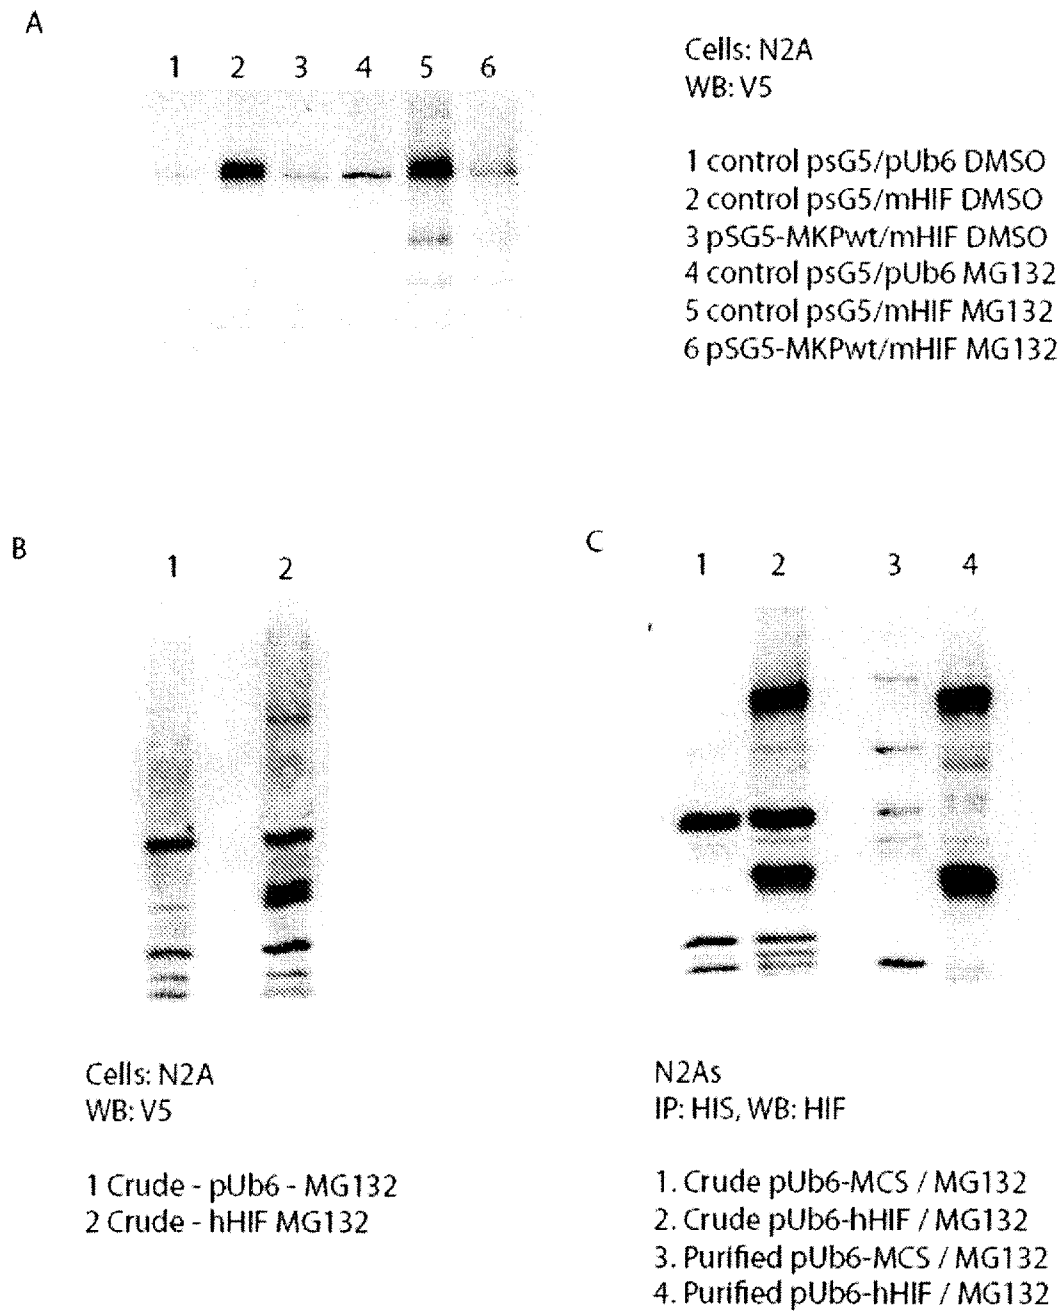 A
1 2 3 4 5 6
Cells: N2A
WB: V5
1 control psG5/pUb6 DMSO
2 control psG5/mHIF DMSO
3 pSG5-MKPwt/mHIF DMSO
4 control psG5/pUb6 MG132
5 control psG5/mHIF MG132
6 pSG5-MKPwt/mHIF MG132
B
1 2
Cells: N2A
WB: V5
1 Crude - pUb6 - MG132
2 Crude - hHIF MG132
C
1 2 3 4
N2As
IP: HIS, WB: HIF
1. Crude pUb6-MCS / MG132
2. Crude pUb6-hHIF / MG132
3. Purified pUb6-MCS / MG132
4. Purified pUb6-hHIF / MG132